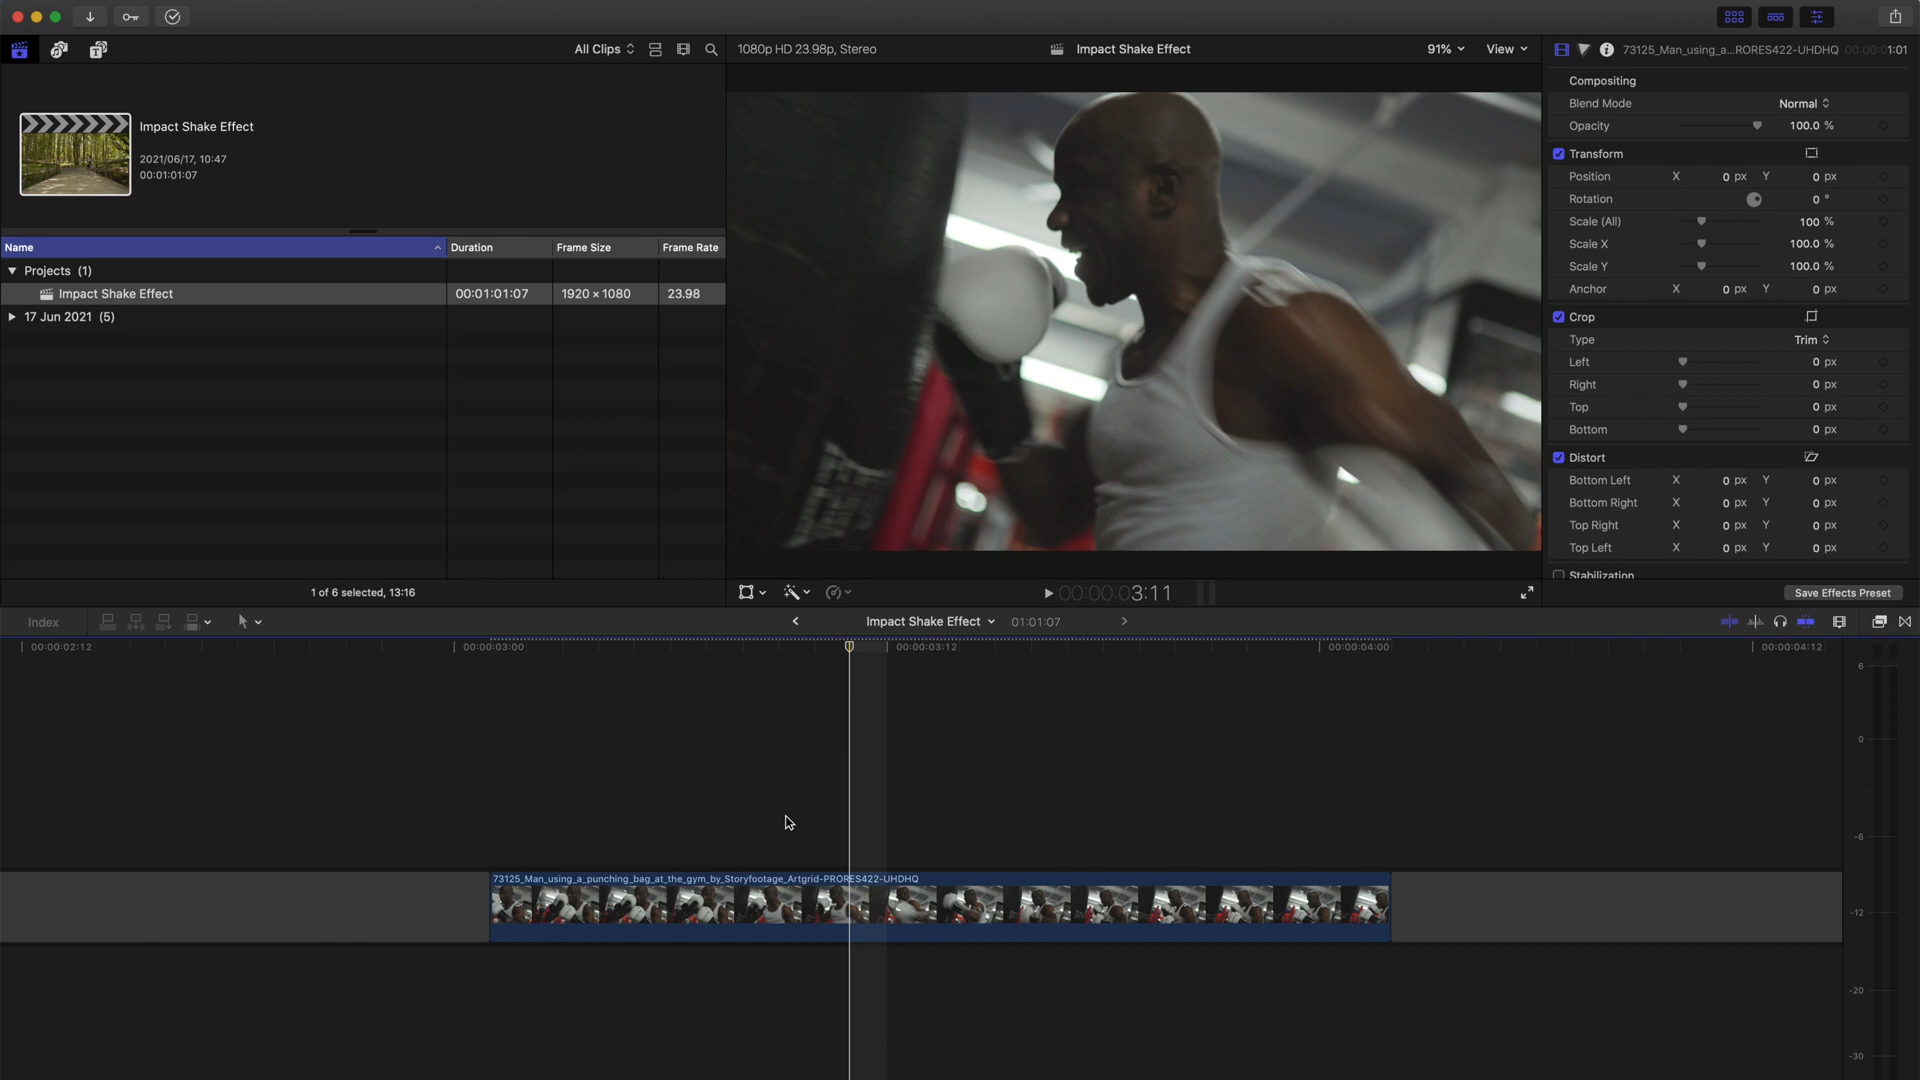 All Clips
1080p HD 23.98p, Stereo
Impact Shake Effect
91%
View
73125_Man_using_a...RORES422-UHDHQ
00:00:01:01
Impact Shake Effect
2021/06/17, 10:47
00:01:01:07
Name
Duration
Frame Size
Frame Rate
Projects (1)
Impact Shake Effect
00:01:01:07
1920 × 1080
23.98
17 Jun 2021 (5)
1 of 6 selected, 13:16
Compositing
Blend Mode
Normal
Opacity
100.0 %
Transform
Position X 0 px Y 0 px
Rotation 0 °
Scale (All) 100 %
Scale X 100.0 %
Scale Y 100.0 %
Anchor X 0 px Y 0 px
Crop
Type Trim
Left 0 px
Right 0 px
Top 0 px
Bottom 0 px
Distort
Bottom Left X 0 px Y 0 px
Bottom Right X 0 px Y 0 px
Top Right X 0 px Y 0 px
Top Left X 0 px Y 0 px
Stabilization
Save Effects Preset
00:00:03:11
Index
Impact Shake Effect
01:01:07
00:00:02:12
00:00:03:00
00:00:03:12
00:00:04:00
00:00:04:12
73125_Man_using_a_punching_bag_at_the_gym_by_Storyfootage_Artgrid-PRORES422-UHDHQ
6
0
-6
-12
-20
-30